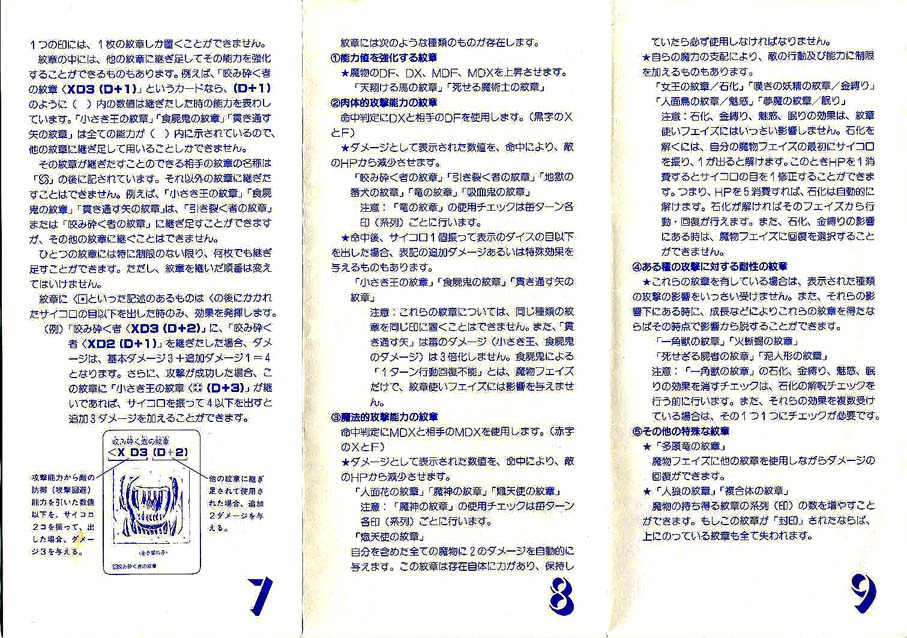 1つの印には、1枚の紋章しか置くことができません。
紋章の中には、他の紋章に継ぎ足してその能力を強化
することができるものもあります。例えば、「咬み砕く者
の紋章〈XD3 (D+1)」というカードなら、(D+1)
のように( )内の数値は継ぎたした時の能力を表わし
ています。「小さき王の紋章」「食屍鬼の紋章」「貫き通す
矢の紋章」は全ての能力が( )内に示されているので、
他の紋章に継ぎ足して用いることしかできません。
その紋章が継ぎたすことのできる相手の紋章の名称は
の後に記されています。それ以外の紋章に継ぎた
すことはできません。例えば、「小さき王の紋章」「食屍
鬼の紋章」「貫き通す矢の紋章」は、「引き裂く者の紋章」
または「咬み砕く者の紋章」に継ぎ足すことができます
が、その他の紋章に継ぐことはできません。
ひとつの紋章には特に制限のない限り、何枚でも継ぎ
足すことができます。ただし、紋章を継いだ順番は変え
てはいけません。
紋章に〈⚀といった記述のあるものは〈の後にかかれ
たサイコロの目以下を出した時のみ、効果を発揮します。
(例)「咬み砕く者〈XD3 (D+2)」に、「咬み砕く
者〈XD2 (D+1)」を継ぎたした場合、ダメ
ージは、基本ダメージ3+追加ダメージ1=4
となります。さらに、攻撃が成功した場合、こ
の紋章に「小さき王の紋章〈⚃ (D+3)」が継
いであれば、サイコロを振って4以下を出すと
追加3ダメージを加えることができます。
咬み砕く者の紋章
<X D3 (D+2)
攻撃能力から敵の
防御(攻撃回避)
能力を引いた数値
以下を、サイコロ
2コを振って、出
した場合、ダメー
ジ3を与える。
他の紋章に継ぎ
足されて使用さ
れた場合、追加
2ダメージを与
える。
咬み砕く者の紋章
7
紋章には次のような種類のものが存在します。
①能力値を強化する紋章
★魔物のDF、DX、MDF、MDXを上昇させます。
「天翔ける馬の紋章」「死せる魔術士の紋章」
②肉体的攻撃能力の紋章
命中判定にDXと相手のDFを使用します。(黒字のX
とF)
★ダメージとして表示された数値を、命中により、敵
のHPから減少させます。
「咬み砕く者の紋章」「引き裂く者の紋章」「地獄の
番犬の紋章」「竜の紋章」「吸血鬼の紋章」
注意:「竜の紋章」の使用チェックは毎ターン各
印(系列)ごとに行います。
★命中後、サイコロ1個振って表示のダイスの目以下
を出した場合、表記の追加ダメージあるいは特殊効果を
与えるものもあります。
「小さき王の紋章」「食屍鬼の紋章」「貫き通す矢の
紋章」
注意:これらの紋章については、同じ種類の紋
章を同じ印に置くことはできません。また、「貫
き通す矢」は毒のダメージ(小さき王、食屍鬼
のダメージ)は3倍化しません。食屍鬼による
「1ターン行動回復不能」とは、魔物フェイズ
だけで、紋章使いフェイズには影響を与えませ
ん。
③魔法的攻撃能力の紋章
命中判定にMDXと相手のMDXを使用します。(赤字
のXとF)
★ダメージとして表示された数値を、命中により、敵
のHPから減少させます。
「人面花の紋章」「魔神の紋章」「熾天使の紋章」
注意:「魔神の紋章」の使用チェックは毎ターン
各印(系列)ごとに行います。
「熾天使の紋章」
自分を含めた全ての魔物に2のダメージを自動的に
与えます。この紋章は存在自体に力があり、保持し
8
ていたら必ず使用しなければなりません。
★自らの魔力の支配により、敵の行動及び能力に制限
を加えるものもあります。
「女王の紋章/石化」「嘆きの妖精の紋章/金縛り」
「人面鳥の紋章/魅惑」「夢魔の紋章/眠り」
注意:石化、金縛り、魅惑、眠りの効果は、紋章
使いフェイズにはいっさい影響しません。石化を
解くには、自分の魔物フェイズの最初にサイコロ
を振り、1が出ると解けます。このときHPを1消
費するとサイコロの目を1修正することができま
す。つまり、HPを5消費すれば、石化は自動的に
解けます。石化が解ければそのフェイズから行
動・回復が行えます。また、石化、金縛りの影響
にある時は、魔物フェイズに回復を選択すること
ができません。
④ある種の攻撃に対する耐性の紋章
★これらの紋章を有している場合は、表示された種類
の攻撃の影響をいっさい受けません。また、それらの影
響下にある時に、成長などによりこれらの紋章を得たな
らばその時点で影響から脱することができます。
「一角獣の紋章」「火蜥蜴の紋章」
「死せざる屍者の紋章」「泥人形の紋章」
注意:「一角獣の紋章」の石化、金縛り、魅惑、眠
りの効果を消すチェックは、石化の解呪チェックを
行う前に行います。また、それらの効果を複数受け
ている場合は、その1つ1つにチェックが必要です。
⑤その他の特殊な紋章
★「多頭竜の紋章」
魔物フェイズに他の紋章を使用しながらダメージの
回復ができます。
★「人狼の紋章」「複合体の紋章」
魔物の持ち得る紋章の系列(印)の数を増やすこと
ができます。もしこの紋章が「封印」されたならば、
上にのっている紋章も全て失われます。
9